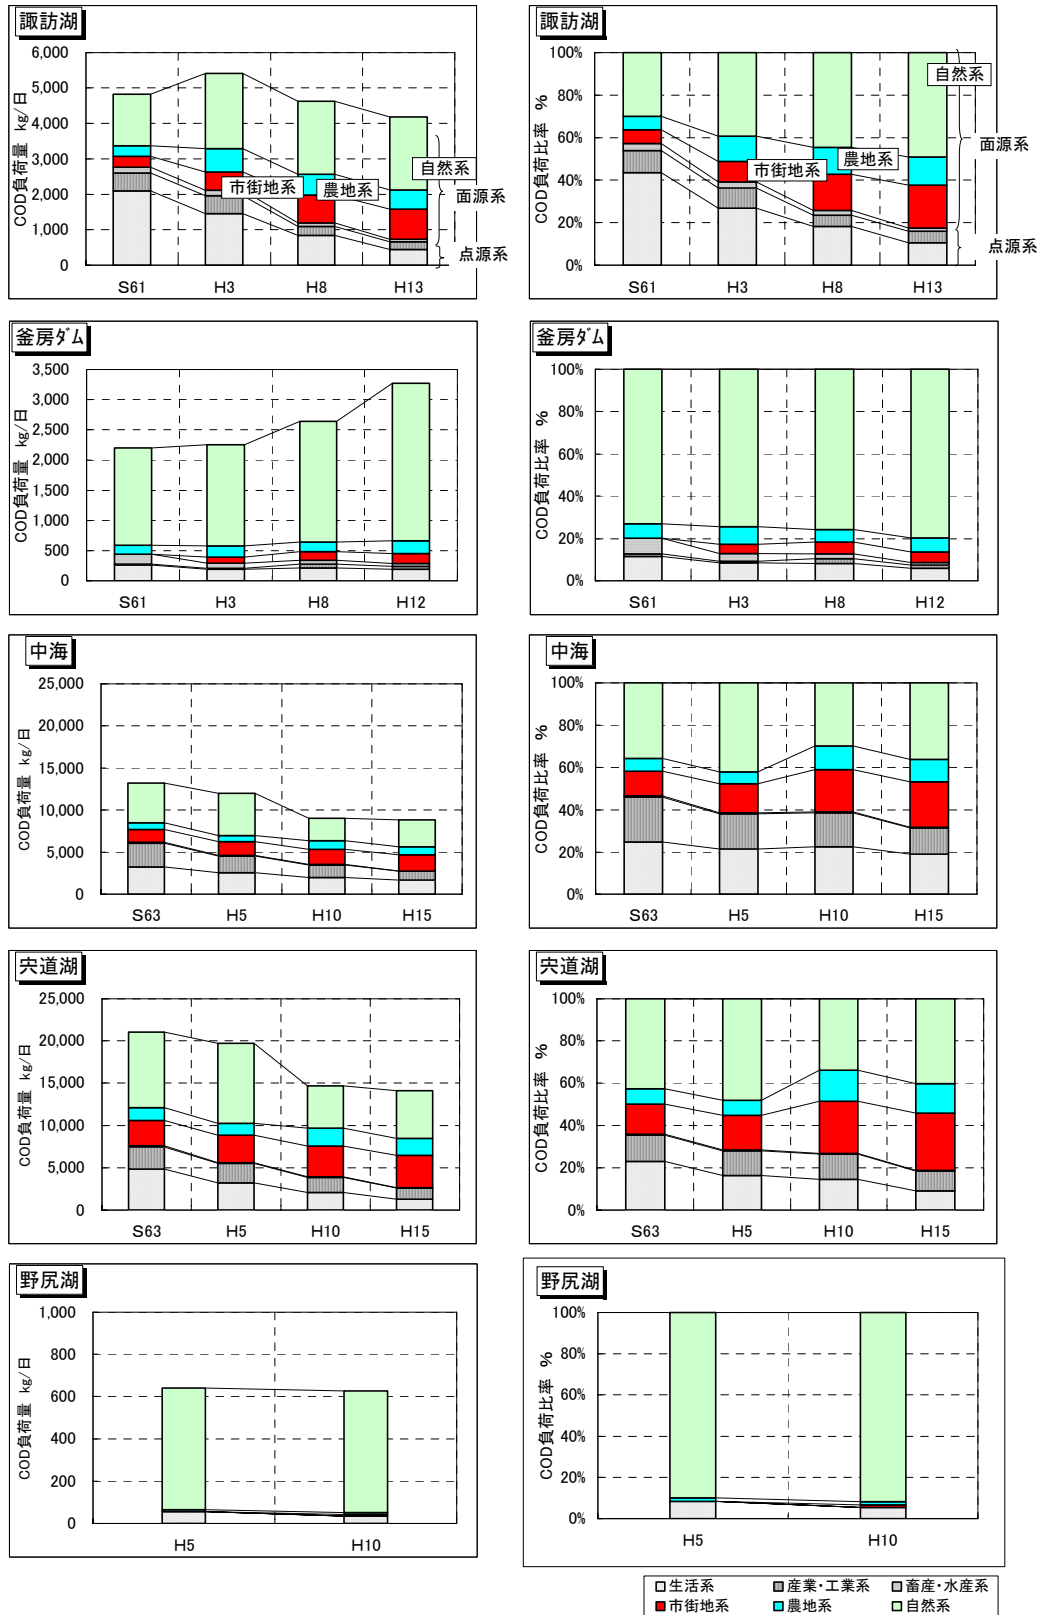 諏訪湖
COD負荷量 kg/日
6,000
5,000
4,000
3,000
2,000
1,000
0
S61
H3
H8
H13
市街地系
農地系
自然系
面源系
点源系
諏訪湖
COD負荷比率 %
100%
80%
60%
40%
20%
0%
S61
H3
H8
H13
市街地系
農地系
自然系
面源系
点源系
釜房ダム
COD負荷量 kg/日
3,500
3,000
2,500
2,000
1,500
1,000
500
0
S61
H3
H8
H12
釜房ダム
COD負荷比率 %
100%
80%
60%
40%
20%
0%
S61
H3
H8
H12
中海
COD負荷量 kg/日
25,000
20,000
15,000
10,000
5,000
0
S63
H5
H10
H15
中海
COD負荷比率 %
100%
80%
60%
40%
20%
0%
S63
H5
H10
H15
宍道湖
COD負荷量 kg/日
25,000
20,000
15,000
10,000
5,000
0
S63
H5
H10
H15
宍道湖
COD負荷比率 %
100%
80%
60%
40%
20%
0%
S63
H5
H10
H15
野尻湖
COD負荷量 kg/日
1,000
800
600
400
200
0
H5
H10
野尻湖
COD負荷比率 %
100%
80%
60%
40%
20%
0%
H5
H10
生活系 産業・工業系 畜産・水産系
市街地系 農地系 自然系